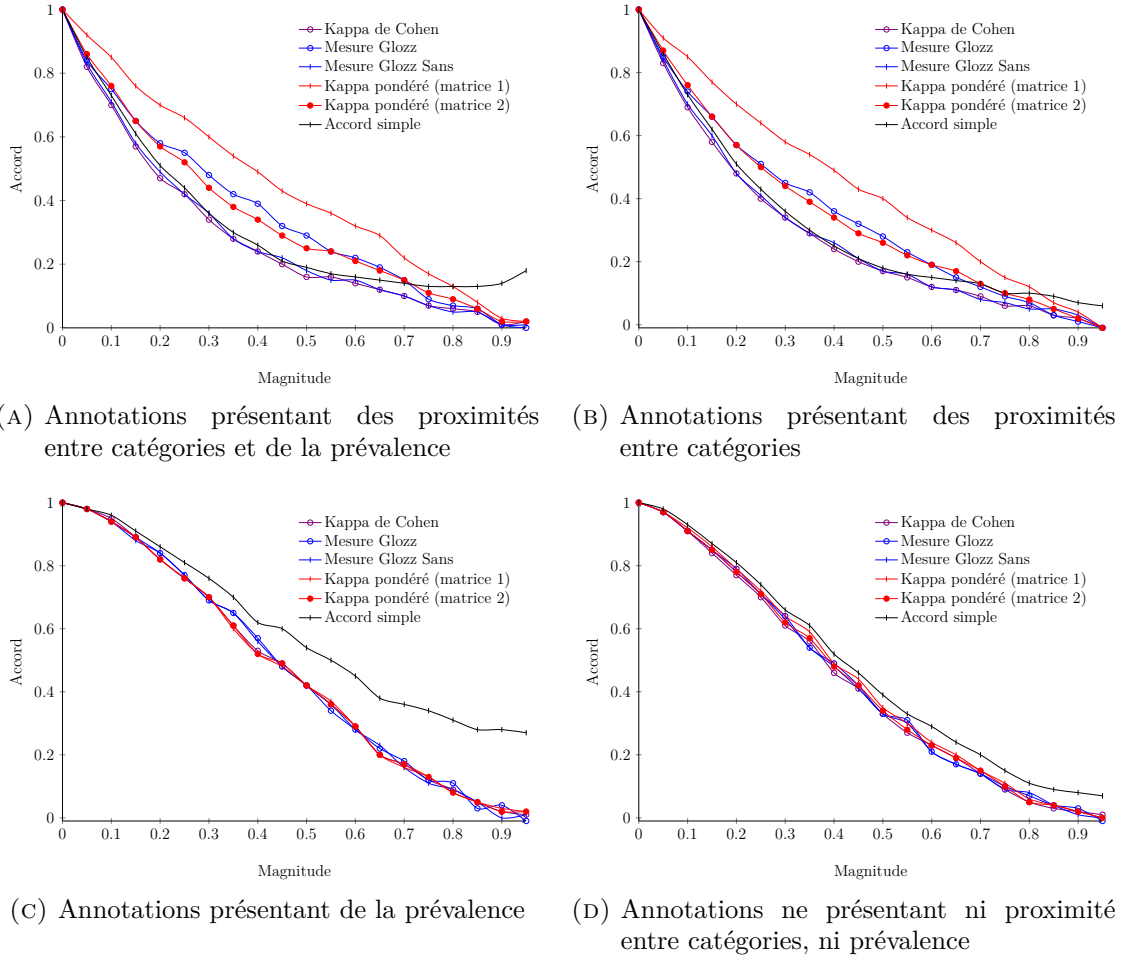 1
0.8
0.6
0.4
0.2
0
Accord
0 0.1 0.2 0.3 0.4 0.5 0.6 0.7 0.8 0.9
Magnitude
Kappa de Cohen
Mesure Glozz
Mesure Glozz Sans
Kappa pondéré (matrice 1)
Kappa pondéré (matrice 2)
Accord simple
(A) Annotations présentant des proximités
entre catégories et de la prévalence
1
0.8
0.6
0.4
0.2
0
Accord
0 0.1 0.2 0.3 0.4 0.5 0.6 0.7 0.8 0.9
Magnitude
Kappa de Cohen
Mesure Glozz
Mesure Glozz Sans
Kappa pondéré (matrice 1)
Kappa pondéré (matrice 2)
Accord simple
(B) Annotations présentant des proximités
entre catégories
1
0.8
0.6
0.4
0.2
0
Accord
0 0.1 0.2 0.3 0.4 0.5 0.6 0.7 0.8 0.9
Magnitude
Kappa de Cohen
Mesure Glozz
Mesure Glozz Sans
Kappa pondéré (matrice 1)
Kappa pondéré (matrice 2)
Accord simple
(C) Annotations présentant de la prévalence
1
0.8
0.6
0.4
0.2
0
Accord
0 0.1 0.2 0.3 0.4 0.5 0.6 0.7 0.8 0.9
Magnitude
Kappa de Cohen
Mesure Glozz
Mesure Glozz Sans
Kappa pondéré (matrice 1)
Kappa pondéré (matrice 2)
Accord simple
(D) Annotations ne présentant ni proximité
entre catégories, ni prévalence